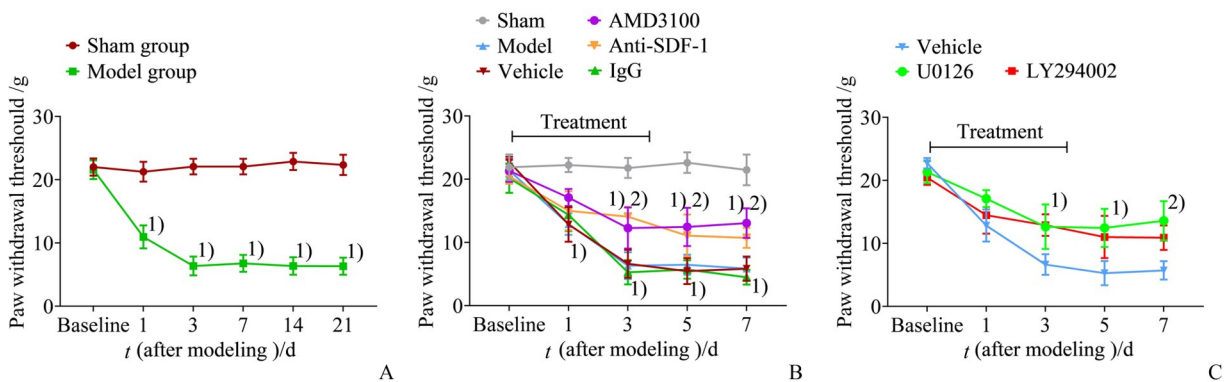 Sham group
Model group
Paw withdrawal threshould /g
30
20
10
0
1)
1)
1)
1)
1)
Baseline 1 3 7 14 21
t (after modeling )/d
A
Sham AMD3100
Model Anti-SDF-1
Vehicle IgG
Paw withdrawal threshould /g
30
20
10
0
Treatment
1) 2) 1) 2) 1) 2)
1)
1) 1) 1)
Baseline 1 3 5 7
t (after modeling )/d
B
Vehicle
U0126 LY294002
Paw withdrawal threshould /g
30
20
10
0
Treatment
1) 1) 2)
Baseline 1 3 5 7
t (after modeling )/d
C